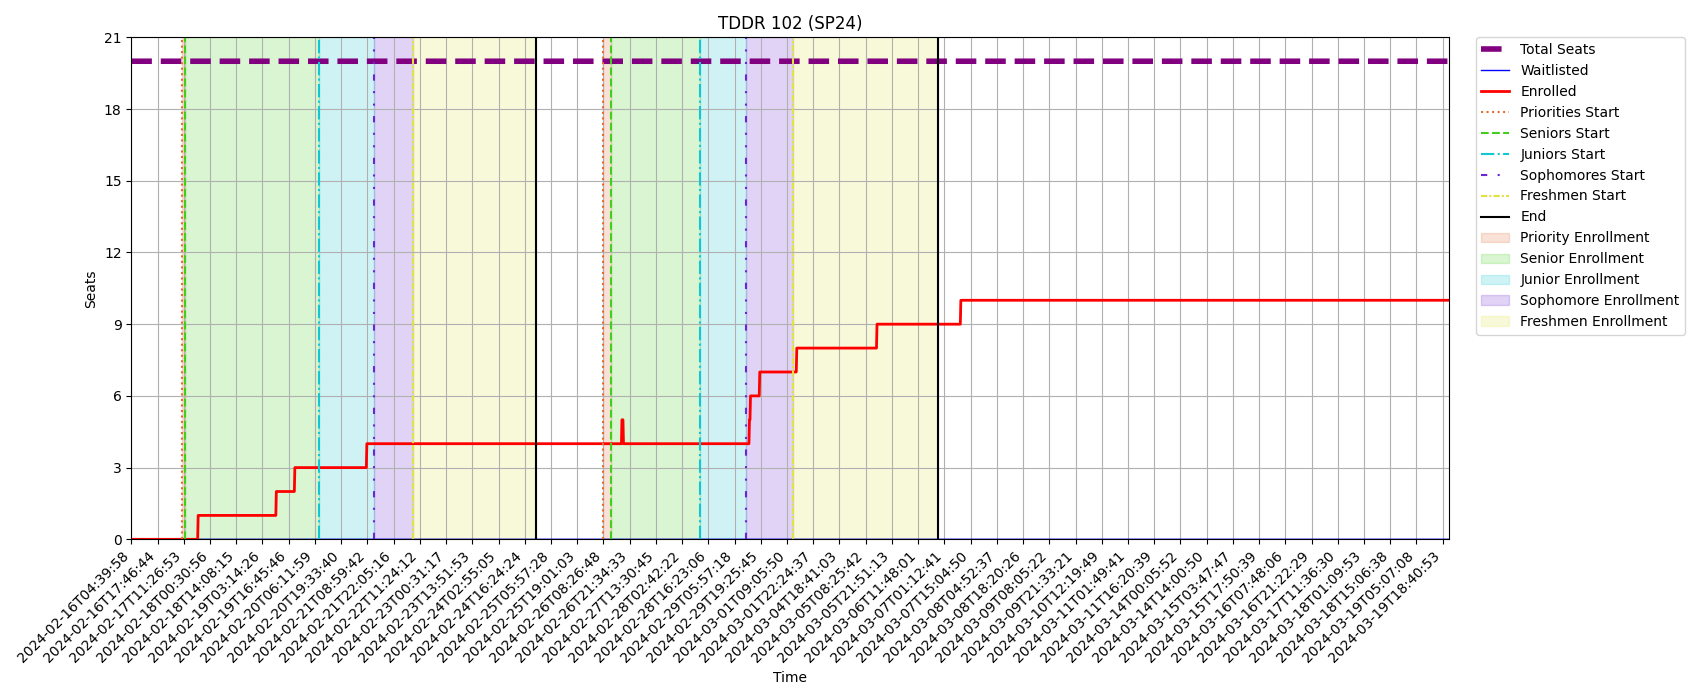 TDDR 102 (SP24)
21
18
15
12
9
6
3
0
Seats
2024-02-16T04:39:58
2024-02-16T17:46:44
2024-02-17T11:26:53
2024-02-18T00:30:56
2024-02-18T14:08:15
2024-02-19T03:14:26
2024-02-19T16:45:46
2024-02-20T06:11:59
2024-02-20T19:33:40
2024-02-21T08:59:42
2024-02-21T22:05:16
2024-02-22T11:24:12
2024-02-23T00:31:17
2024-02-23T13:51:53
2024-02-24T02:55:05
2024-02-24T16:24:24
2024-02-25T05:57:28
2024-02-25T19:01:03
2024-02-26T08:26:48
2024-02-26T21:34:33
2024-02-27T13:30:45
2024-02-28T02:42:22
2024-02-28T16:23:06
2024-02-29T05:57:18
2024-02-29T19:25:45
2024-03-01T09:05:50
2024-03-01T22:24:37
2024-03-04T18:41:03
2024-03-05T08:25:42
2024-03-05T21:51:13
2024-03-06T11:48:01
2024-03-07T01:12:41
2024-03-07T15:04:50
2024-03-08T04:52:37
2024-03-08T18:20:26
2024-03-09T08:05:22
2024-03-09T21:33:21
2024-03-10T12:19:49
2024-03-11T01:49:41
2024-03-11T16:20:39
2024-03-14T00:05:52
2024-03-14T14:00:50
2024-03-15T03:47:47
2024-03-15T17:50:39
2024-03-16T07:48:06
2024-03-16T21:22:29
2024-03-17T11:36:30
2024-03-18T01:09:53
2024-03-18T15:06:38
2024-03-19T05:07:08
2024-03-19T18:40:53
Time
Total Seats
Waitlisted
Enrolled
Priorities Start
Seniors Start
Juniors Start
Sophomores Start
Freshmen Start
End
Priority Enrollment
Senior Enrollment
Junior Enrollment
Sophomore Enrollment
Freshmen Enrollment